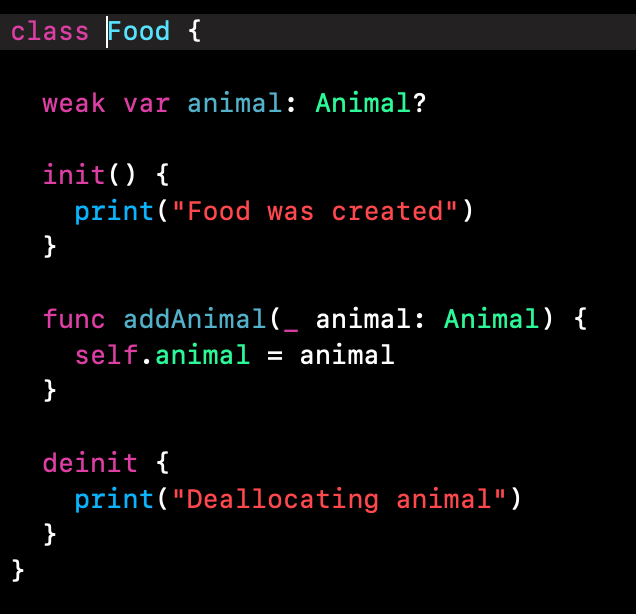 class Food {
weak var animal: Animal?
init() {
print("Food was created")
}
func addAnimal(_ animal: Animal) {
self.animal = animal
}
deinit {
print("Deallocating animal")
}
}